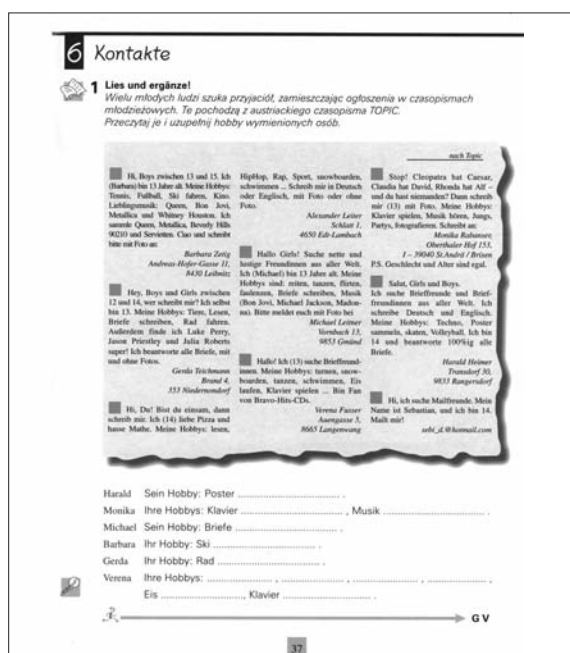 6 Kontakte
1 Lies und ergänze!
Wielu młodych ludzi szuka przyjaciół, zamieszczając ogłoszenia w czasopismach
młodzieżowych. Te pochodzą z austriackiego czasopisma TOPIC.
Przeczytaj je i uzupełnij hobby wymienionych osób.
nach Topic
Hi, Boys zwischen 13 und 15. Ich
(Barbara) bin 13 Jahre alt. Meine Hobbys:
Tennis, Fußball, Ski fahren, Kino.
Lieblingsmusik: Queen, Bon Jovi,
Metallica und Whitney Houston. Ich
sammle Queen, Metallica, Beverly Hills
90210 und Servietten. Ciao und schreibt
bitte mit Foto an:
Barbara Zettg
Andreas-Hofer-Gasse 11,
8430 Leibnitz
Hey, Boys und Girls zwischen
12 und 14, wer schreibt mir? Ich selbst
bin 13. Meine Hobbys: Tiere, Lesen,
Briefe schreiben, Rad fahren.
Außerdem finde ich Luke Perry,
Jason Priestley und Julia Roberts
super! Ich beantworte alle Briefe, mit
und ohne Fotos.
Gerda Teichmann
Brand 4,
353 Niedernondorf
Hi, Du! Bist du einsam, dann
schreib mir. Ich (14) liebe Pizza und
hasse Mathe. Meine Hobbys: lesen,
HipHop, Rap, Sport, snowboarden,
schwimmen ... Schreib mir in Deutsch
oder Englisch, mit Foto oder ohne
Foto.
Alexander Leiter
Schlatt 1,
4650 Edt-Lambach
Hallo Girls! Suche nette und
lustige Freundinnen aus aller Welt.
Ich (Michael) bin 13 Jahre alt. Meine
Hobbys sind: reiten, tanzen, flirten,
faulenzen, Briefe schreiben, Musik
(Bon Jovi, Michael Jackson, Madon-
na). Bitte meldet euch mit Foto bei
Michael Leitner
Vornbach 13,
9853 Gmünd
Hallo! Ich (13) suche Brieffreund-
innen. Meine Hobbys: turnen, snow-
boarden, tanzen, schwimmen, Eis
laufen, Klavier spielen ... Bin Fan
von Bravo-Hits-CDs.
Verena Fusser
Auengasse 5,
8665 Langenwang
Stop! Cleopatra hat Caesar,
Claudia hat David, Rhonda hat Alf –
und du hast niemanden? Dann schreib
mir (13) mit Foto. Meine Hobbys:
Klavier spielen, Musik hören, Jungs,
Partys, fotografieren. Schreibt an:
Monika Rabanser,
Oberthaler Hof 153,
I – 39040 St.Andrä / Brixen
P.S. Geschlecht und Alter sind egal.
Salut, Girls und Boys.
Ich suche Brieffreunde und Brief-
freundinnen aus aller Welt. Ich
schreibe Deutsch und Englisch.
Meine Hobbys: Techno, Poster
sammeln, skaten, Volleyball. Ich bin
14 und beantworte 100%ig alle
Briefe.
Harald Heimer
Transdorf 30,
9833 Rangersdorf
Hi, ich suche Mailfreunde. Mein
Name ist Sebastian, und ich bin 14.
Mailt mir!
sebi_d.@hotmail.com
Harald Sein Hobby: Poster .................................. .
Monika Ihre Hobbys: Klavier .................................. , Musik .................................. .
Michael Sein Hobby: Briefe .................................. .
Barbara Ihr Hobby: Ski .................................. .
Gerda Ihr Hobby: Rad .................................. .
Verena Ihre Hobbys: ...................... , ...................... , ...................... , ...................... ,
Eis ...................... , Klavier ...................... .
G V
37